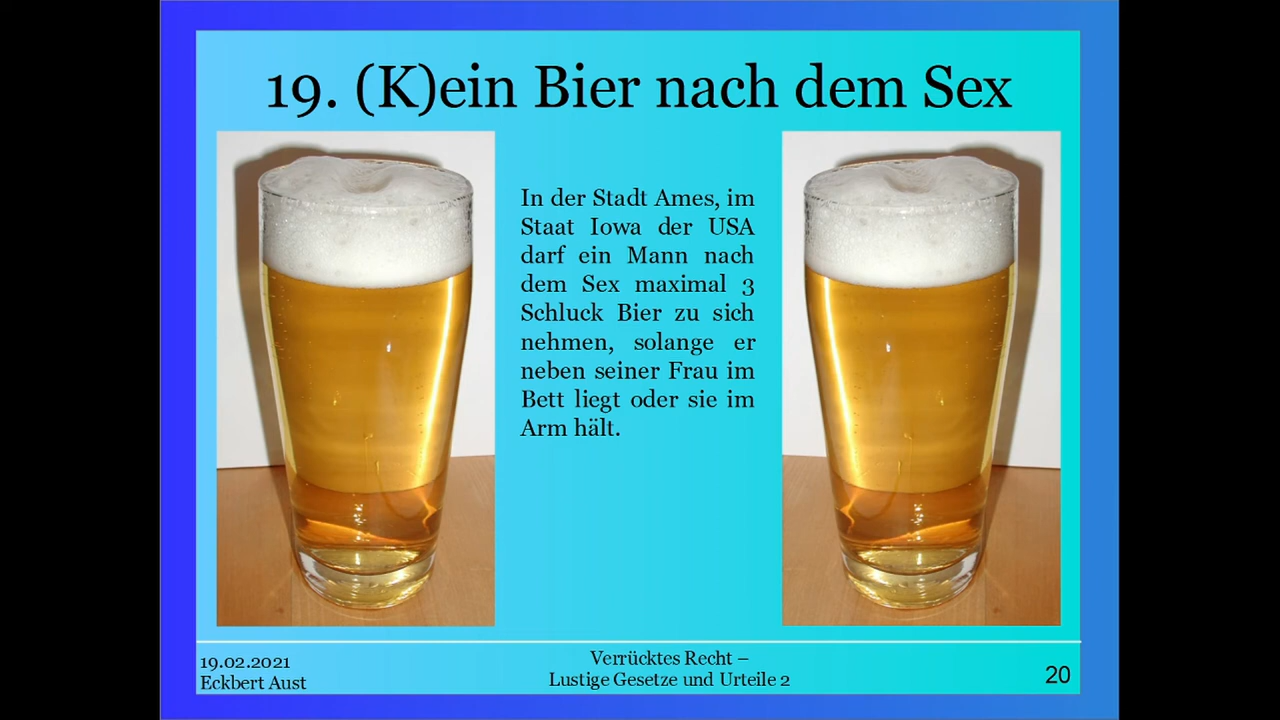 19. (K)ein Bier nach dem Sex
In der Stadt Ames, im
Staat Iowa der USA
darf ein Mann nach
dem Sex maximal 3
Schluck Bier zu sich
nehmen, solange er
neben seiner Frau im
Bett liegt oder sie im
Arm hält.
19.02.2021
Eckbert Aust
Verrücktes Recht –
Lustige Gesetze und Urteile 2
20